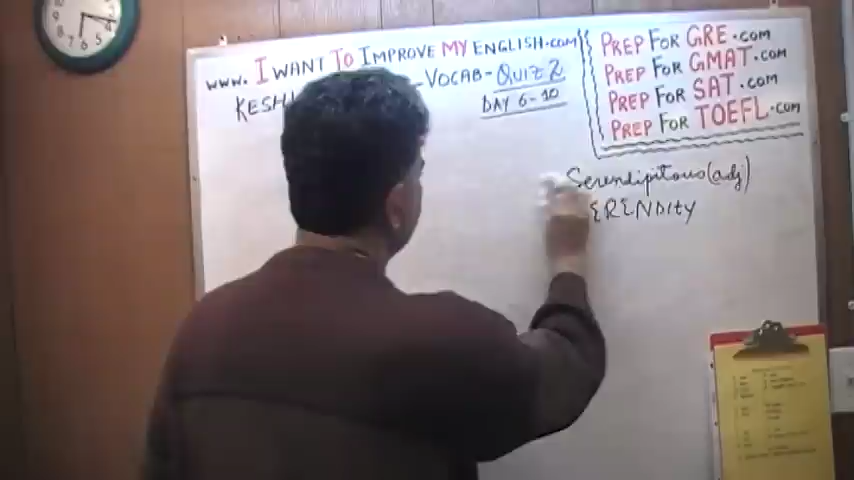 www. I WANT TO IMPROVE MY ENGLISH.com
KESH -VOCAB-QUIZ 2
DAY 6-10
PREP FOR GRE.com
PREP FOR GMAT.com
PREP FOR SAT.com
PREP FOR TOEFL.com
Serendipitous (adj)
ERENDITY